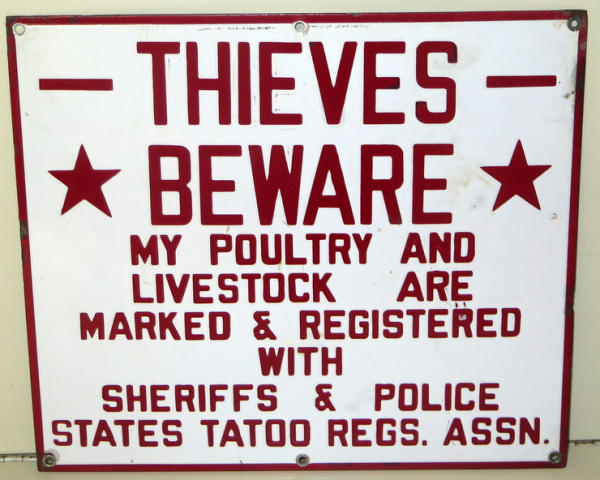 — THIEVES —
★ BEWARE ★
MY POULTRY AND
LIVESTOCK ARE
MARKED & REGISTERED
WITH
SHERIFFS & POLICE
STATES TATOO REGS. ASSN.